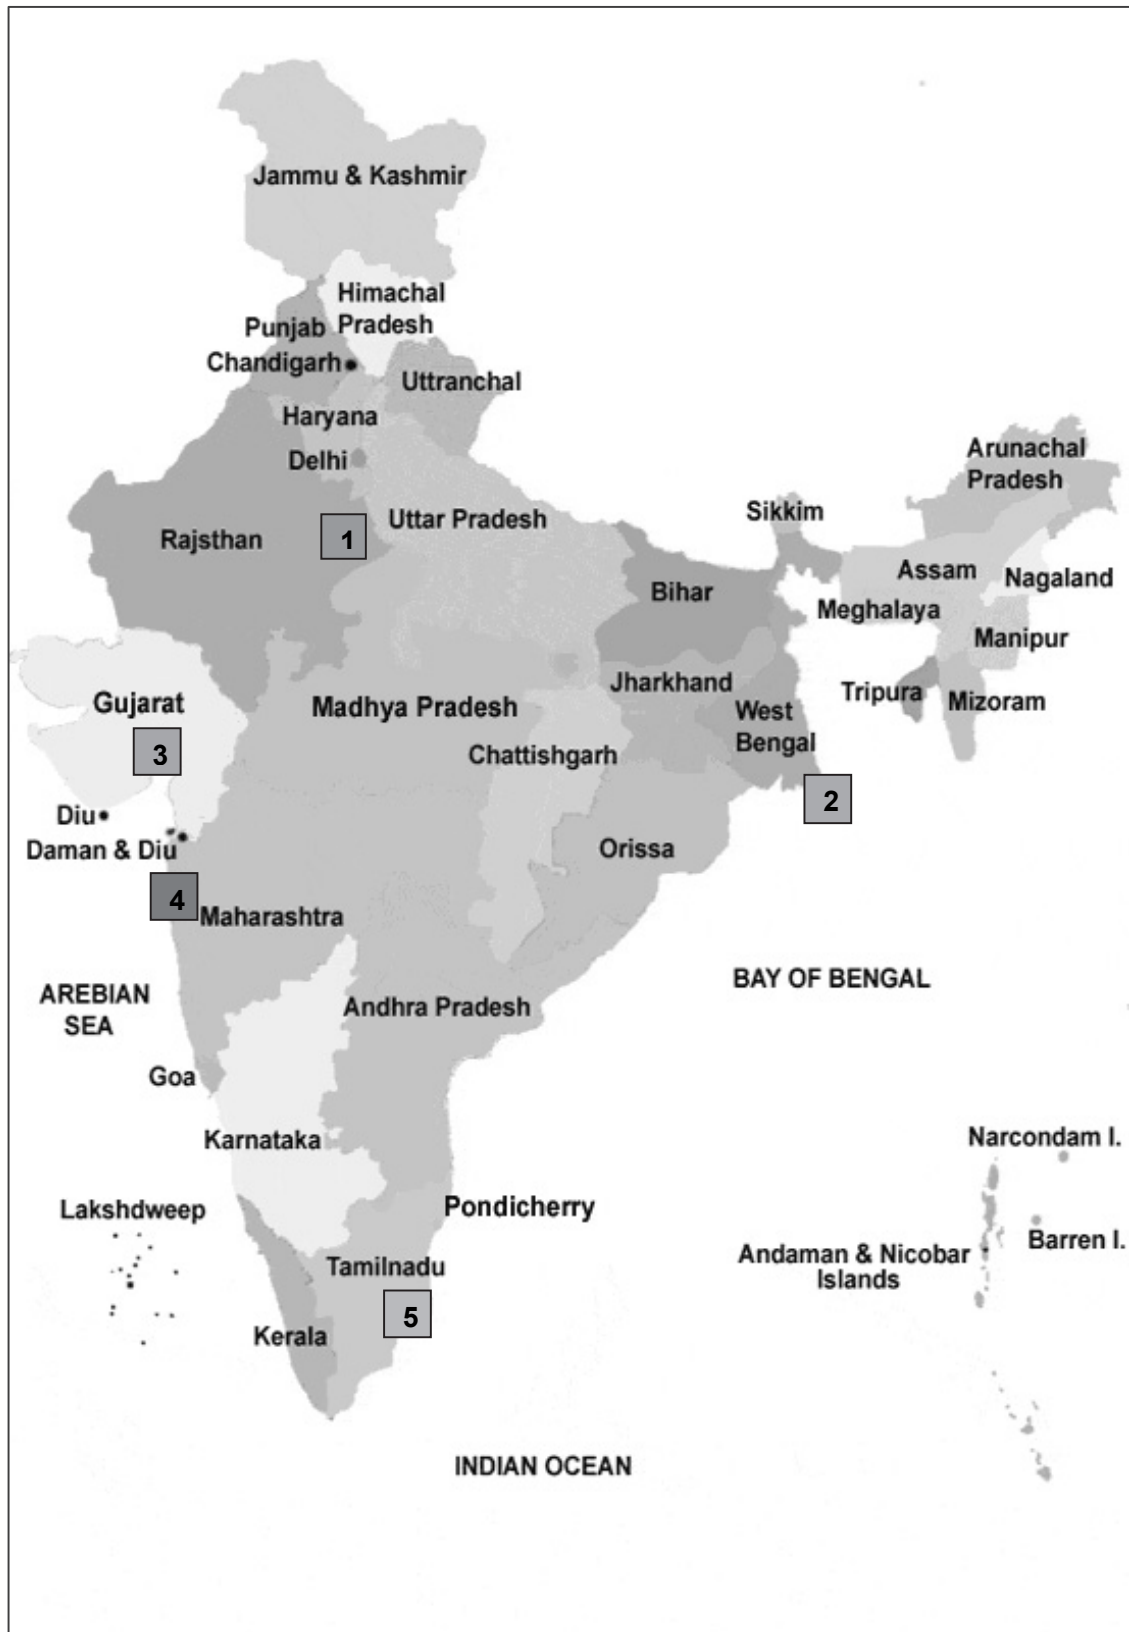 Jammu & Kashmir
Himachal
Pradesh
Punjab
Chandigarh
Uttranchal
Haryana
Delhi
Arunachal
Pradesh
Sikkim
Uttar Pradesh
Rajsthan
1
Assam
Nagaland
Bihar
Meghalaya
Manipur
Jharkhand
Tripura
Mizoram
Gujarat
Madhya Pradesh
West
Bengal
3
Chattishgarh
2
Diu
Daman & Diu
Orissa
4
Maharashtra
BAY OF BENGAL
AREBIAN
SEA
Andhra Pradesh
Goa
Karnataka
Narcondam I.
Lakshdweep
Pondicherry
Barren I.
Andaman & Nicobar
Islands
Tamilnadu
5
Kerala
INDIAN OCEAN